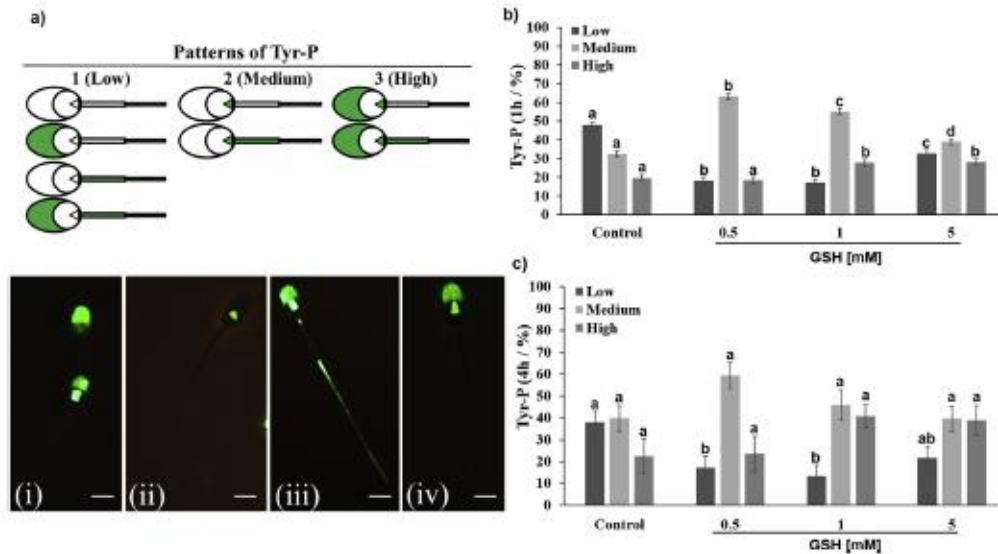 a)
Patterns of Tyr-P
1 (Low) 2 (Medium) 3 (High)
(i) (ii) (iii) (iv)
b)
Tyr-P (1h / %)
100
90
80
70
60
50
40
30
20
10
0
Low
Medium
High
a a a
b b a
c b
c d b
Control 0.5 1 5
GSH [mM]
c)
Tyr-P (4h / %)
100
90
80
70
60
50
40
30
20
10
0
Low
Medium
High
a a a
b a a
b a a
ab a a
Control 0.5 1 5
GSH [mM]